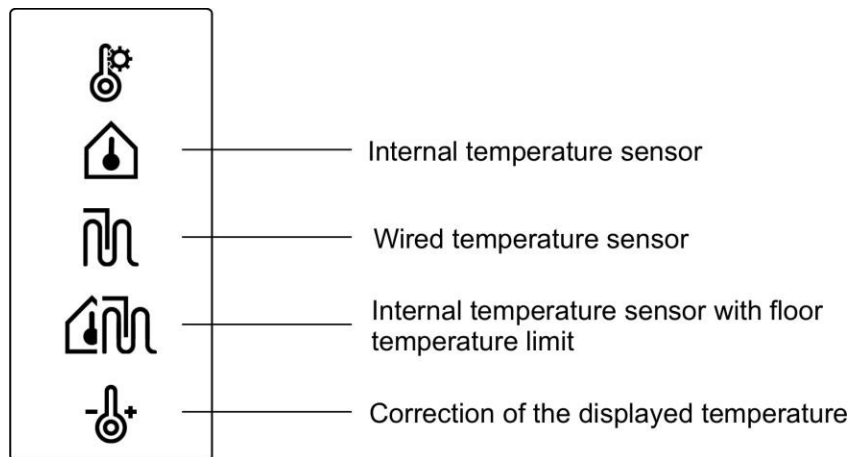 Internal temperature sensor
Wired temperature sensor
Internal temperature sensor with floor
temperature limit
Correction of the displayed temperature